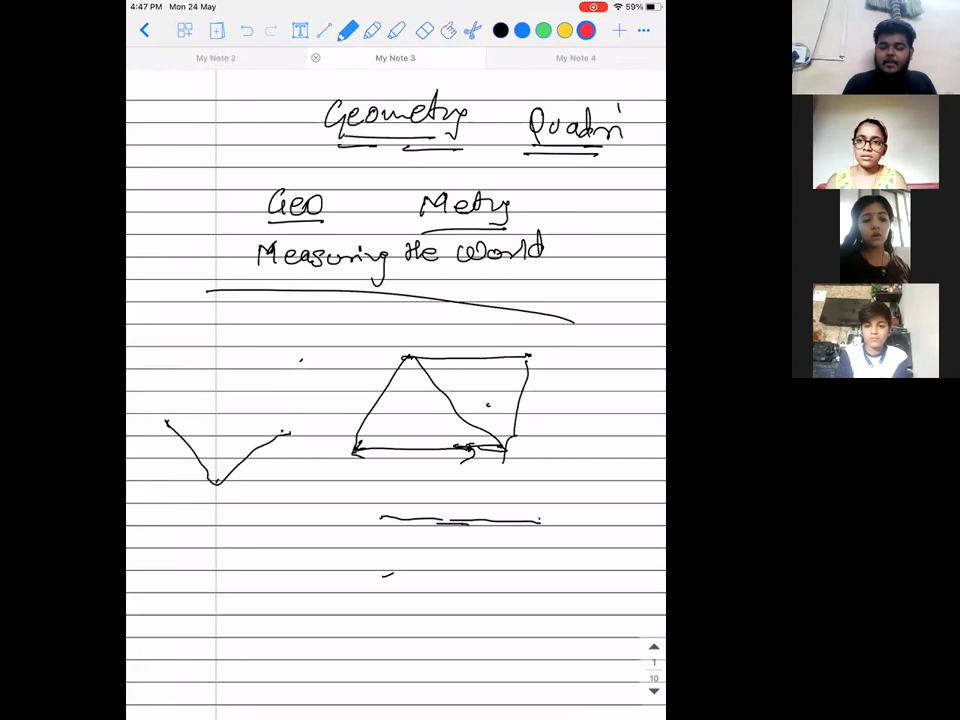 4:47 PM Mon 24 May 59%
My Note 2 My Note 3 My Note 4
Geometry Quadri
Geo Metry
Measuring the World
1
10